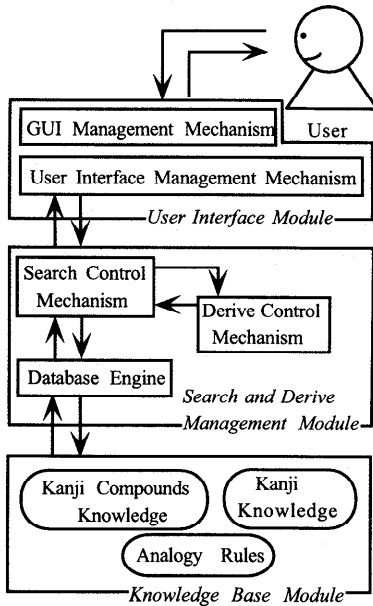 GUI Management Mechanism
User
User Interface Management Mechanism
User Interface Module
Search Control
Mechanism
Derive Control
Mechanism
Database Engine
Search and Derive
Management Module
Kanji Compounds
Knowledge
Kanji
Knowledge
Analogy Rules
Knowledge Base Module